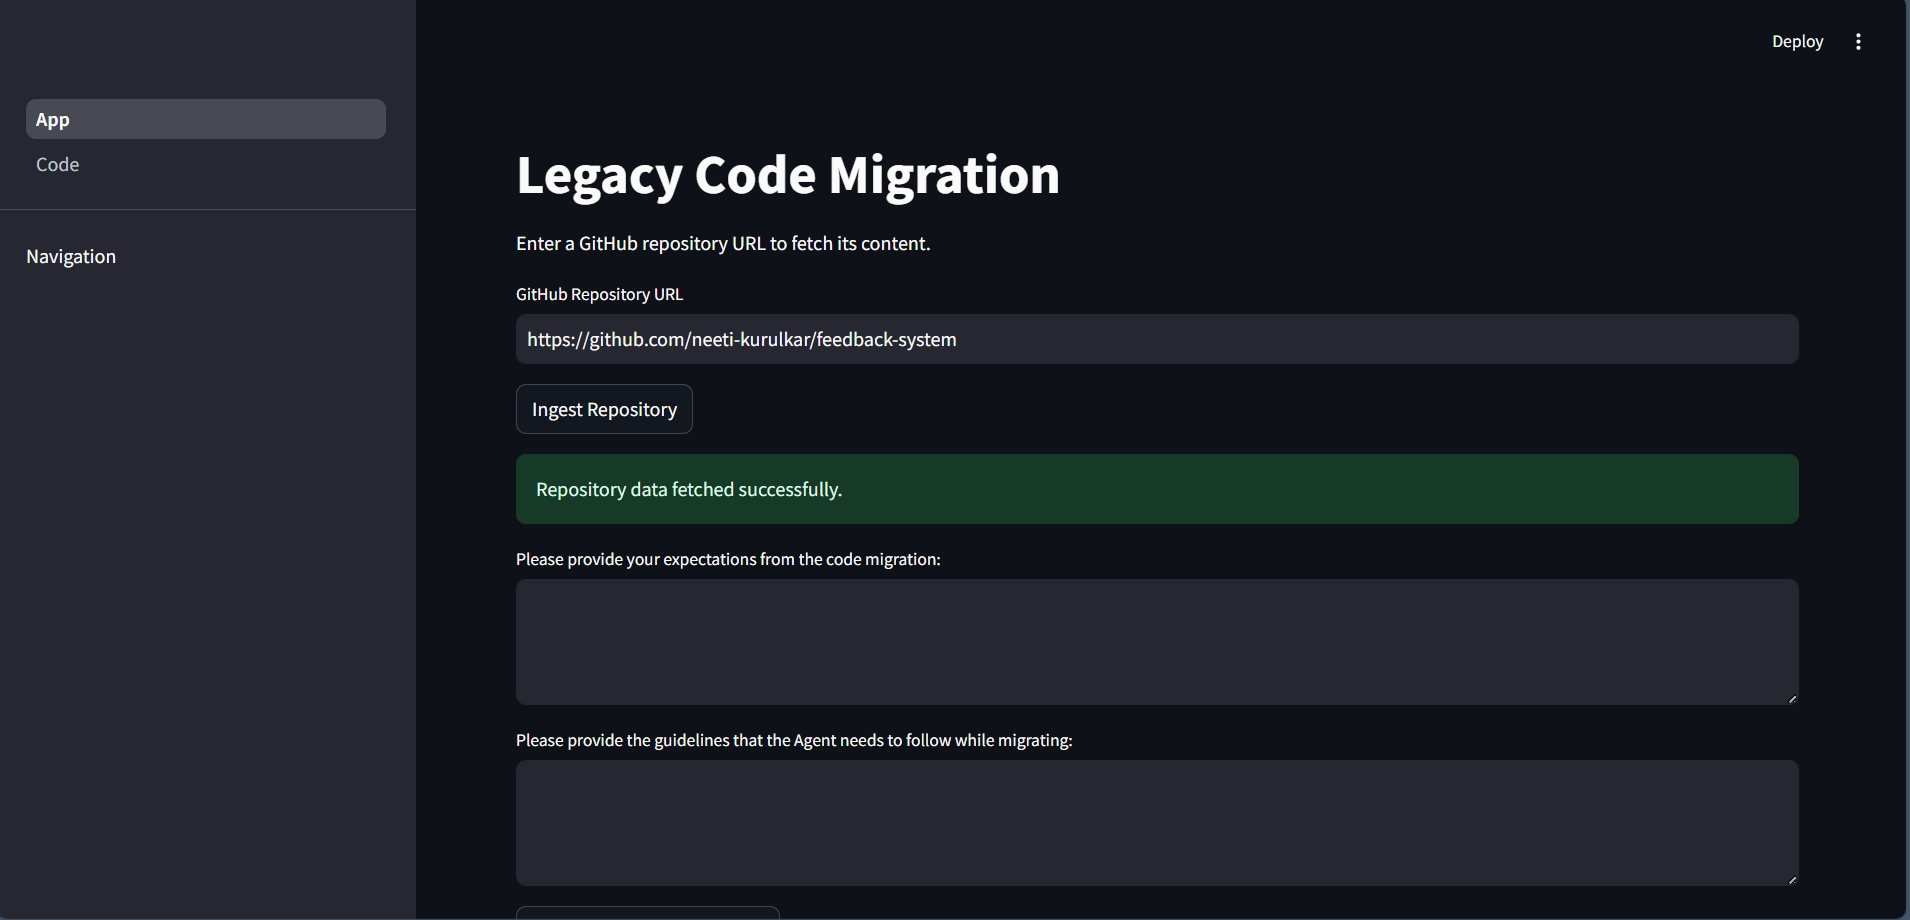 Deploy
App
Code
Navigation
Legacy Code Migration
Enter a GitHub repository URL to fetch its content.
GitHub Repository URL
https://github.com/neeti-kurulkar/feedback-system
Ingest Repository
Repository data fetched successfully.
Please provide your expectations from the code migration:
Please provide the guidelines that the Agent needs to follow while migrating: